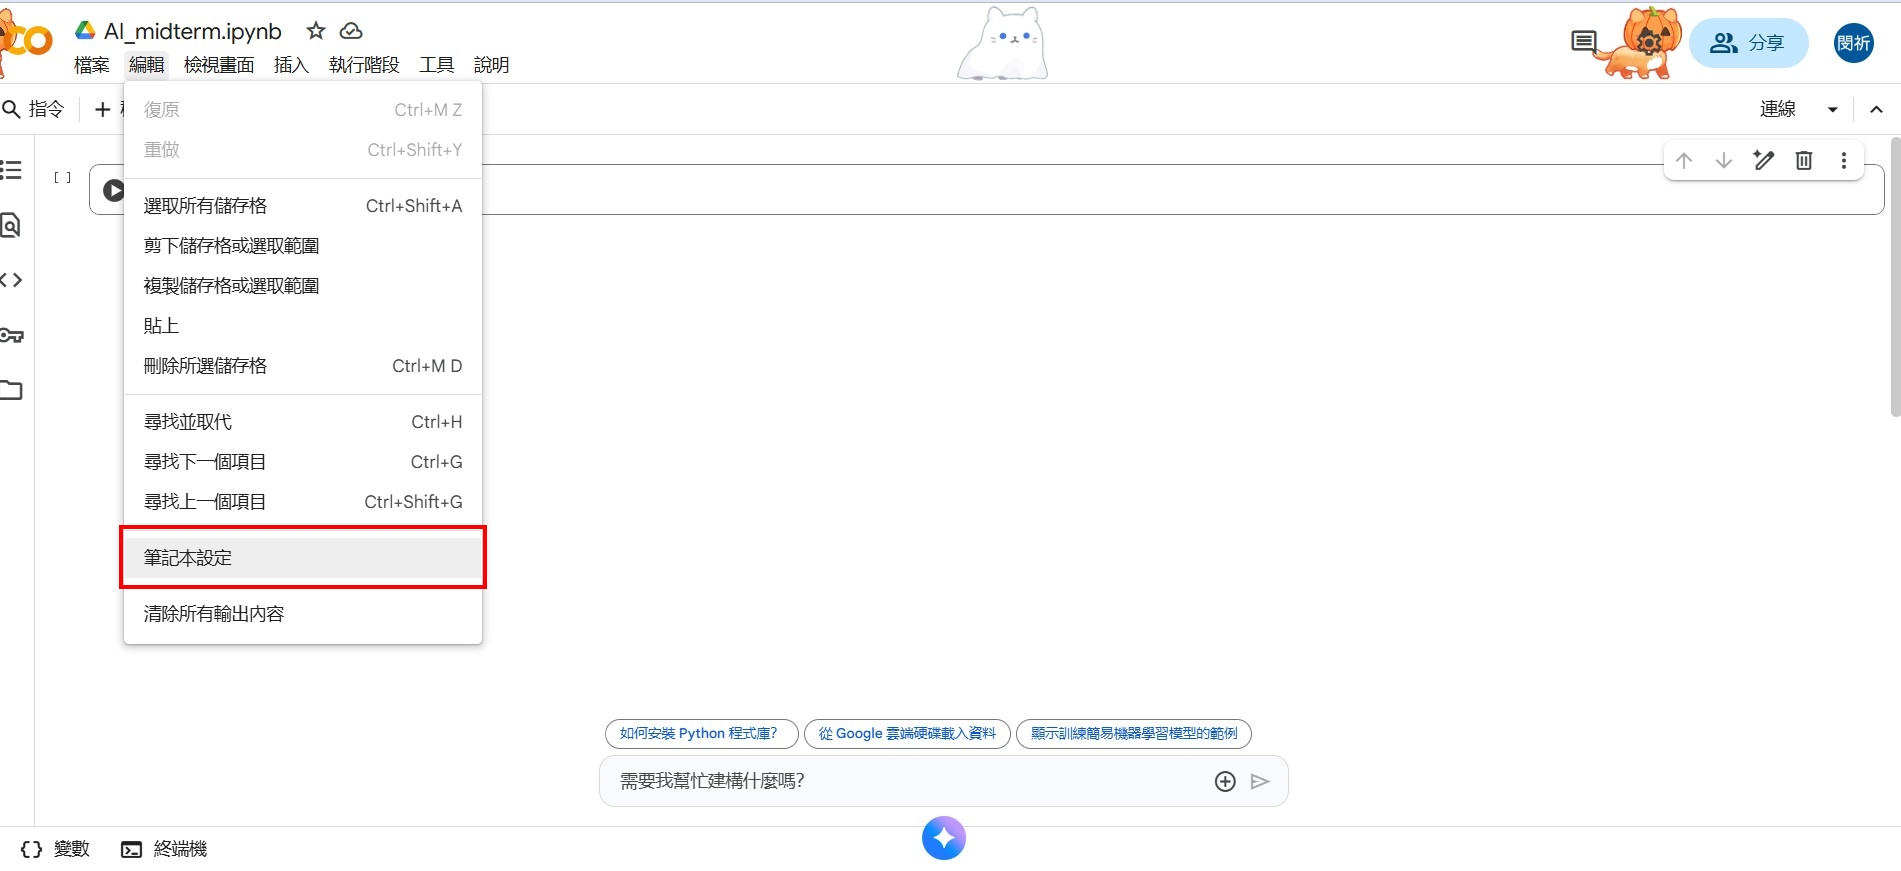 CO
AI_midterm.ipynb
檔案 編輯 檢視畫面 插入 執行階段 工具 說明
分享
閔祈
指令
連線
復原 Ctrl+M Z
重做 Ctrl+Shift+Y
[ ]
選取所有儲存格 Ctrl+Shift+A
剪下儲存格或選取範圍
複製儲存格或選取範圍
貼上
刪除所選儲存格 Ctrl+M D
尋找並取代 Ctrl+H
尋找下一個項目 Ctrl+G
尋找上一個項目 Ctrl+Shift+G
筆記本設定
清除所有輸出內容
如何安裝 Python 程式庫?
從 Google 雲端硬碟載入資料
顯示訓練簡易機器學習模型的範例
需要我幫忙建構什麼嗎?
變數 終端機